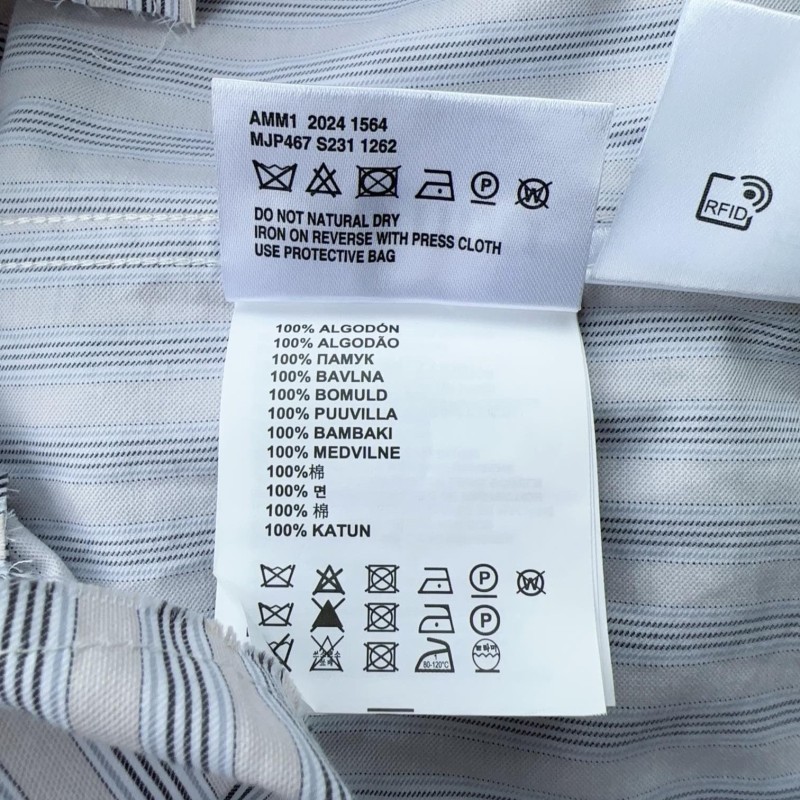 AMM1 2024 1564
MJP467 S231 1262
P W
DO NOT NATURAL DRY
IRON ON REVERSE WITH PRESS CLOTH
USE PROTECTIVE BAG
RFID
100% ALGODÓN
100% ALGODÃO
100% ПАМУК
100% BAVLNA
100% BOMULD
100% PUUVILLA
100% BAMBAKI
100% MEDVILNE
100%棉
100% 면
100% 棉
100% KATUN
P W
P
80-120°C